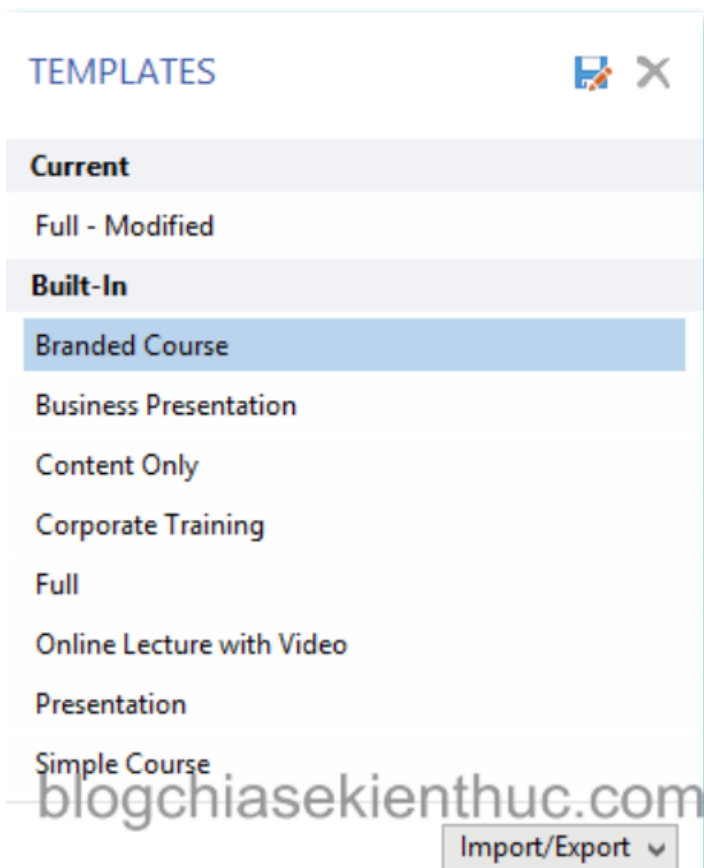 TEMPLATES
Current
Full - Modified
Built-In
Branded Course
Business Presentation
Content Only
Corporate Training
Full
Online Lecture with Video
Presentation
Simple Course
blogchiasekienthuc.com
Import/Export